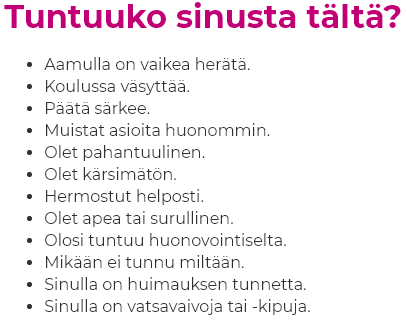 Tuntuuko sinusta tältä?
• Aamulla on vaikea herätä.
• Koulussa väsyttää.
• Päätä särkee.
• Muistat asioita huonommin.
• Olet pahantuulinen.
• Olet kärsimätön.
• Hermostut helposti.
• Olet apea tai surullinen.
• Olosi tuntuu huonovointiselta.
• Mikään ei tunnu miltään.
• Sinulla on huimauksen tunnetta.
• Sinulla on vatsavaivoja tai -kipuja.